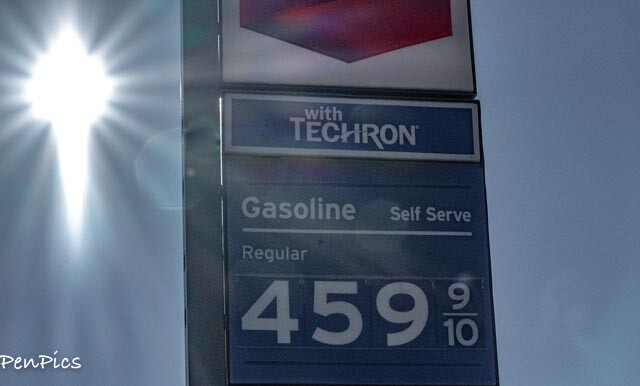 with
TECHRON
Gasoline Self Serve
Regular
459 9/10
PenPics